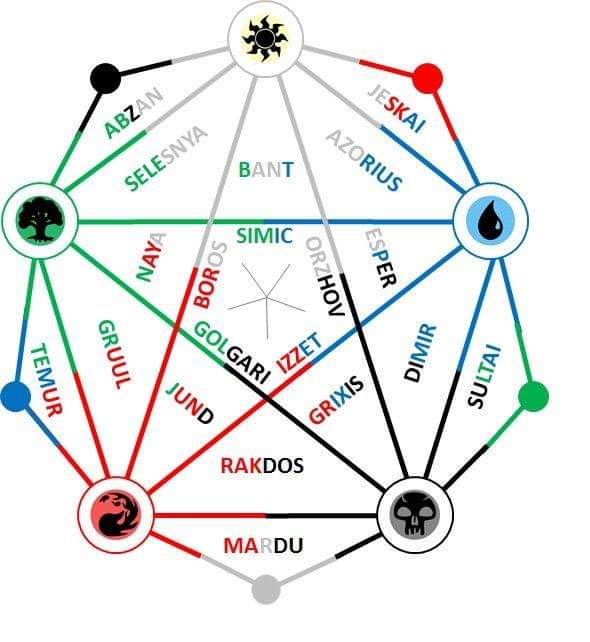 ABZAN
JESKAI
SELESNYA
BANT
AZORIUS
SIMIC
NAYA
BOROS
ORZHOV
ESPER
GOLGARI
IZZET
TEMUR
GRUUL
JUND
GRIXIS
DIMIR
SULTAI
RAKDOS
MARDU